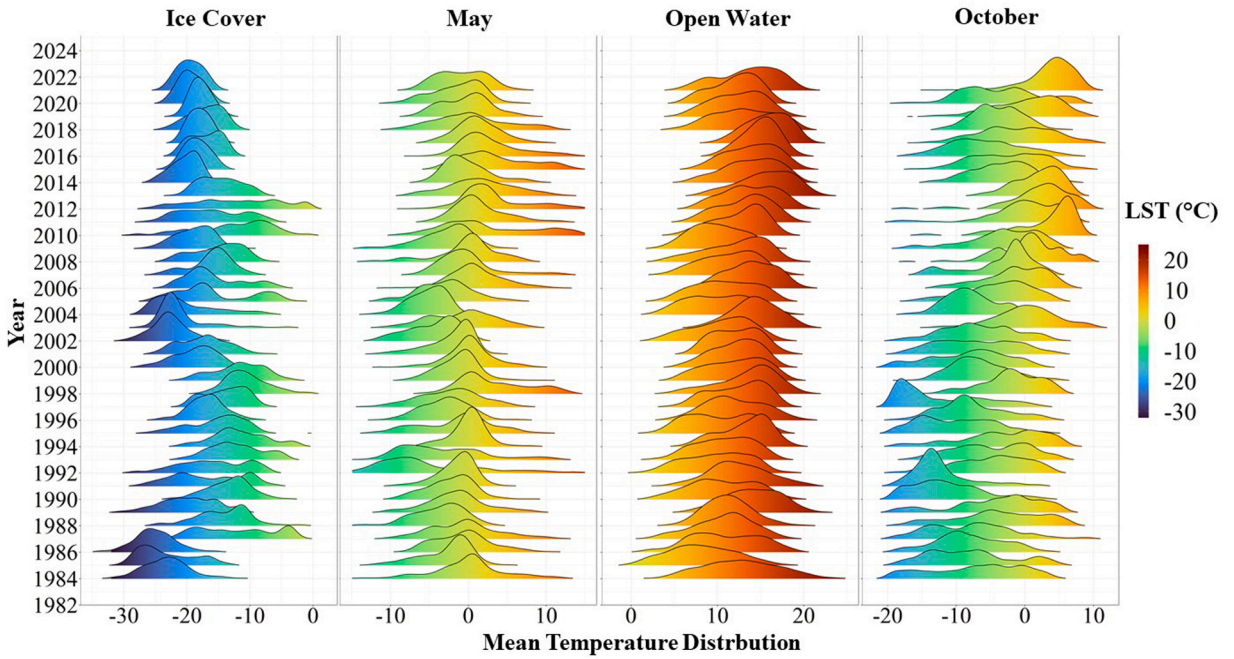 Ice Cover
May
Open Water
October
2024
2022
2020
2018
2016
2014
2012
2010
2008
2006
2004
2002
2000
1998
1996
1994
1992
1990
1988
1986
1984
1982
Year
-30 -20 -10 0
-10 0 10
0 10 20
-20 -10 0 10
Mean Temperature Distrbution
LST (°C)
20
10
0
-10
-20
-30